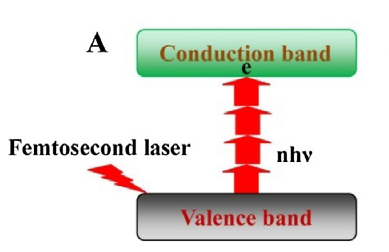 A
Conduction band
e
Femtosecond laser
nhν
Valence band